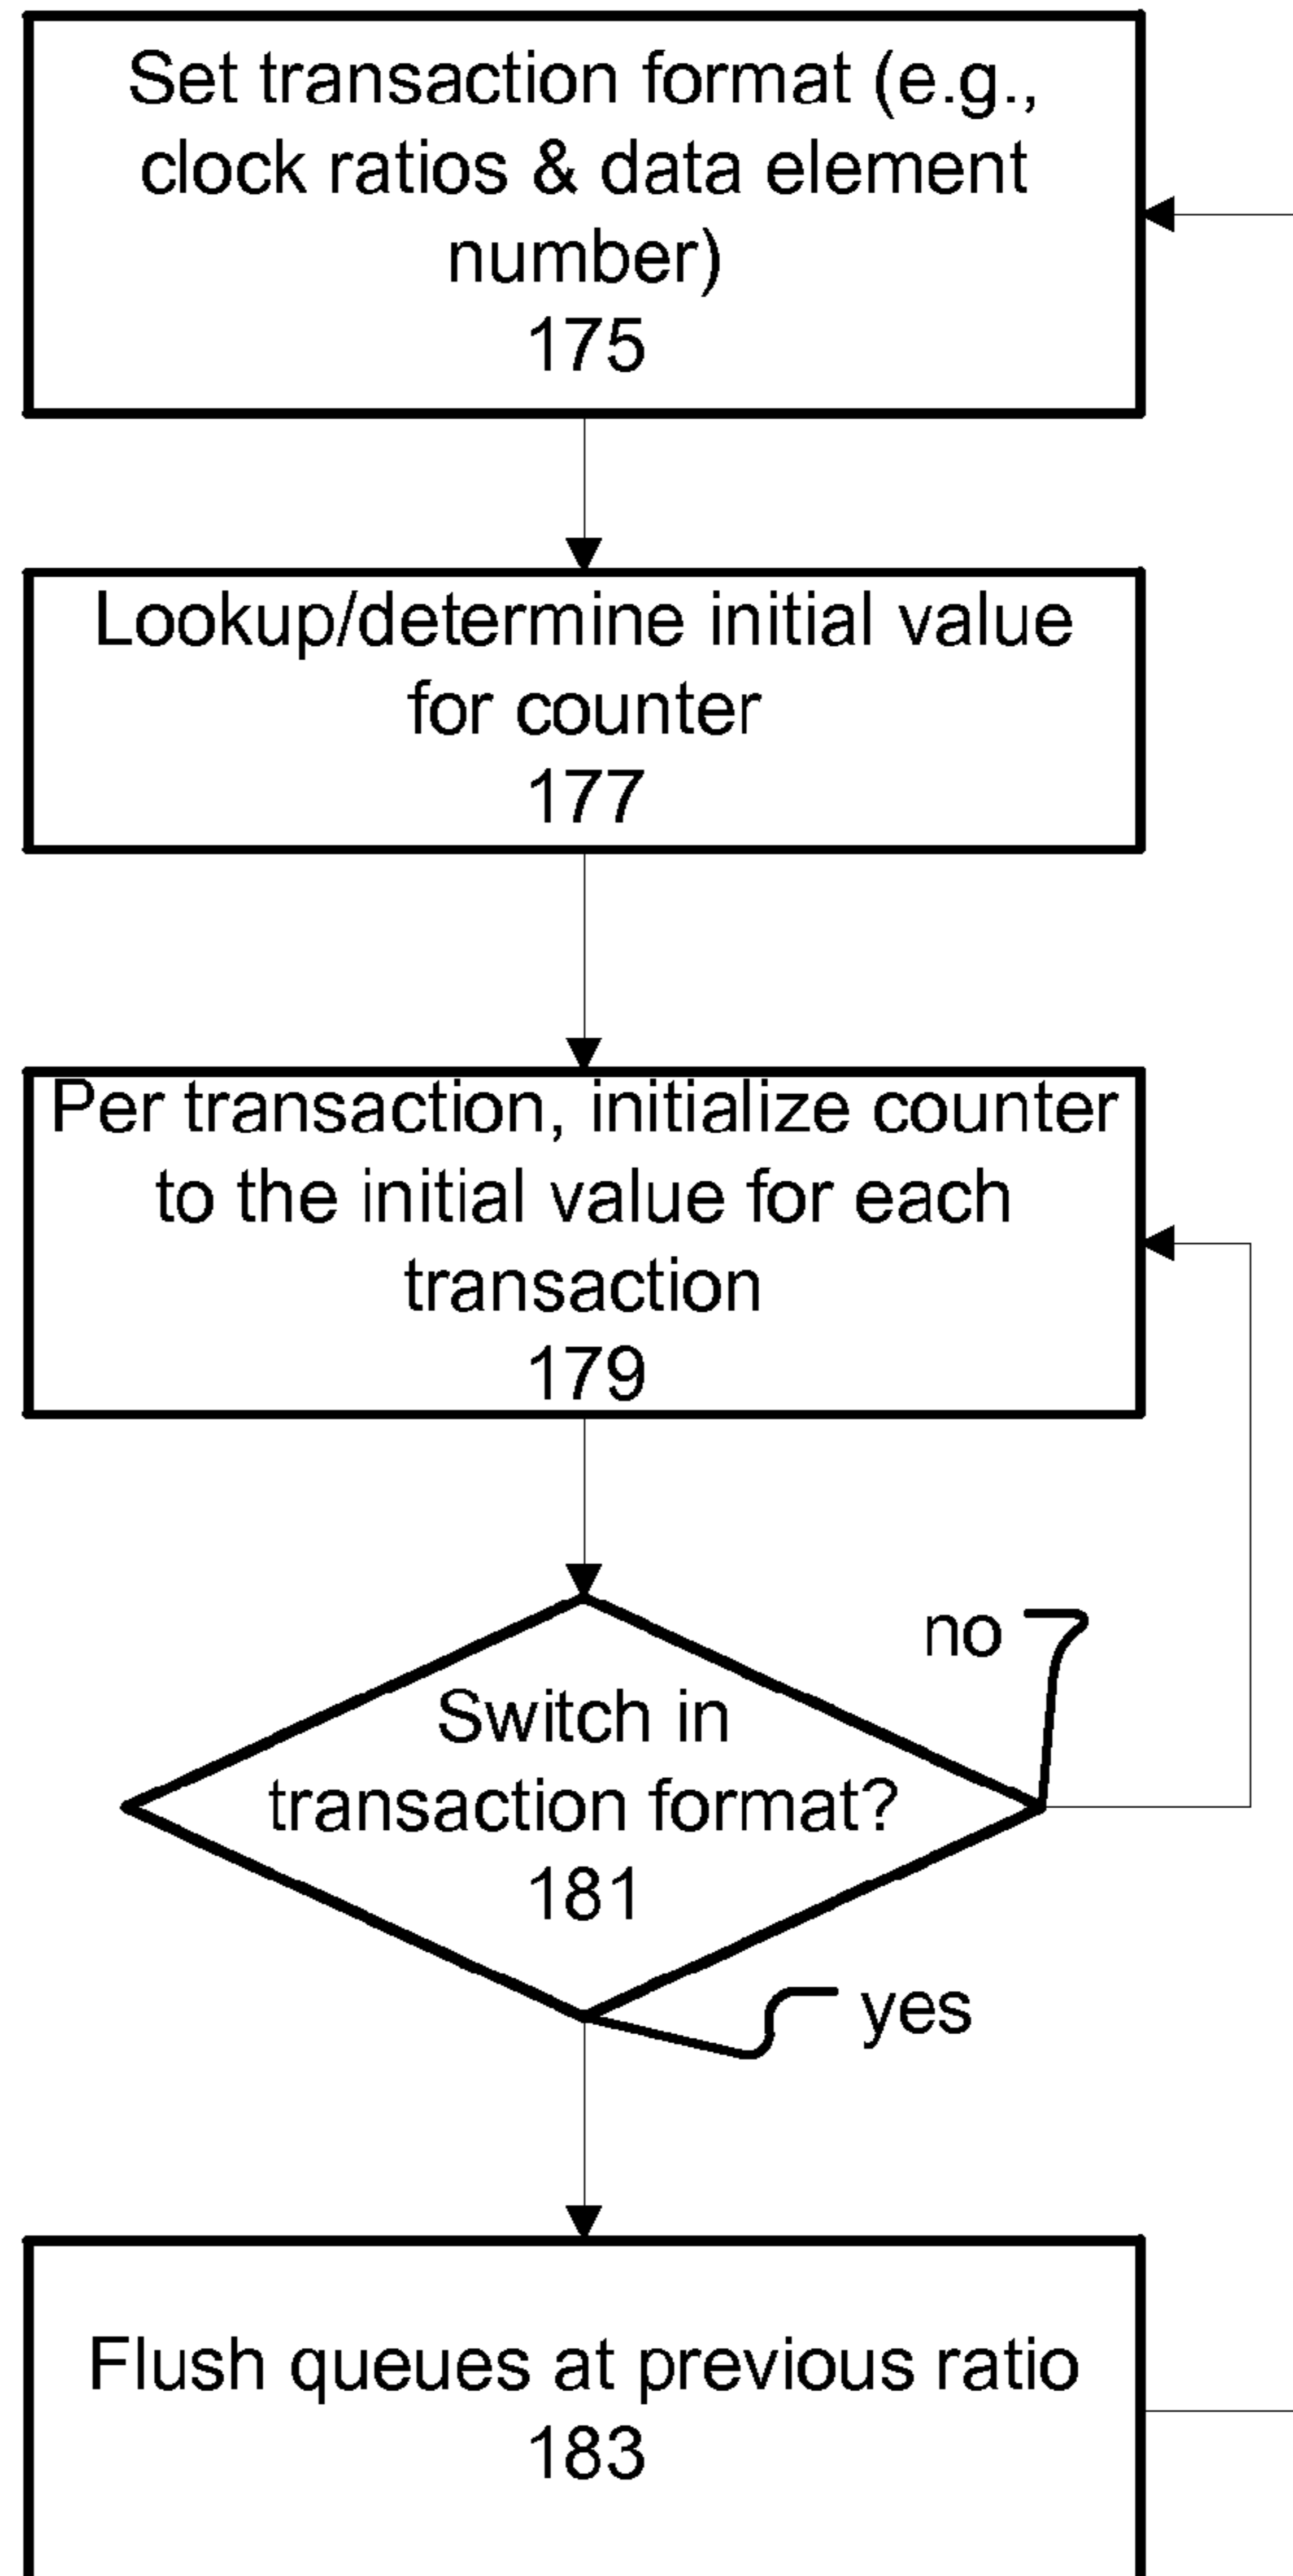 Set transaction format (e.g.,
clock ratios & data element
number)
175
Lookup/determine initial value
for counter
177
Per transaction, initialize counter
to the initial value for each
transaction
179
no
Switch in
transaction format?
181
yes
Flush queues at previous ratio
183